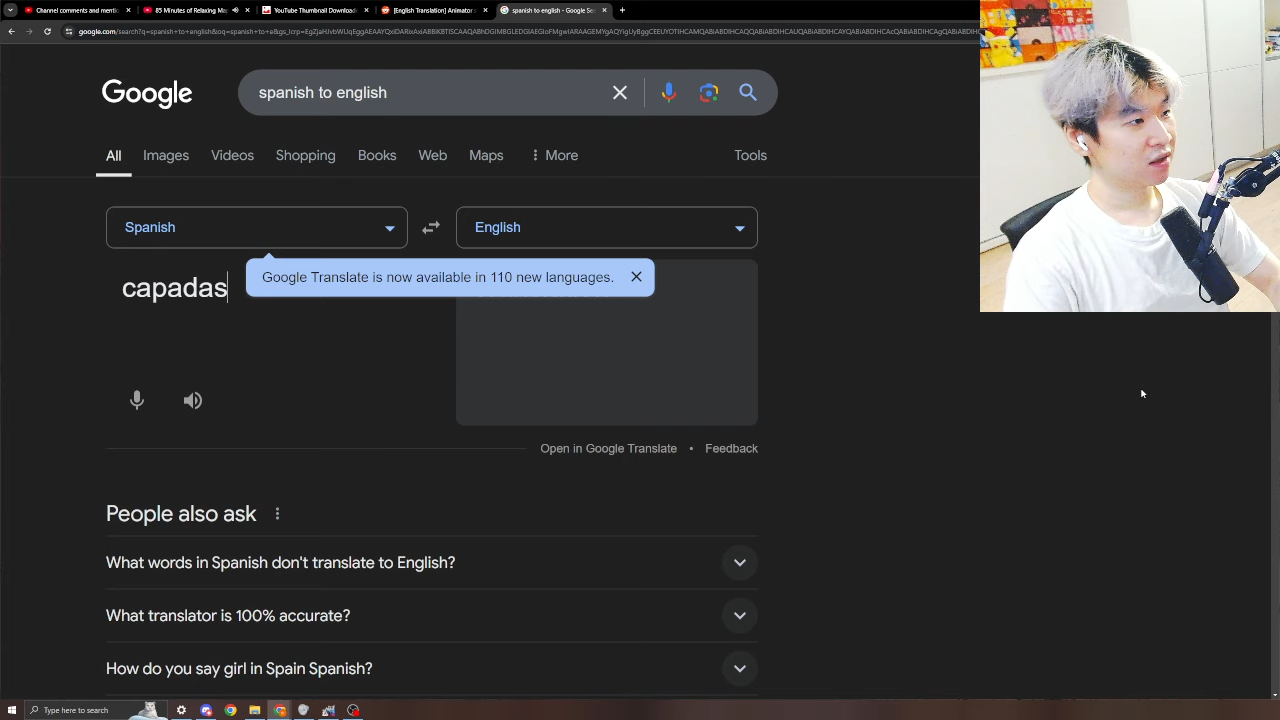 Channel comments and menti
85 Minutes of Relaxing Ma
YouTube Thumbnail Download
[English Translation] Animator
spanish to english - Google Se
Google
spanish to english
All
Images
Videos
Shopping
Books
Web
Maps
More
Tools
Spanish
English
Google Translate is now available in 110 new languages.
capadas
Open in Google Translate • Feedback
People also ask
What words in Spanish don't translate to English?
What translator is 100% accurate?
How do you say girl in Spain Spanish?
Type here to search